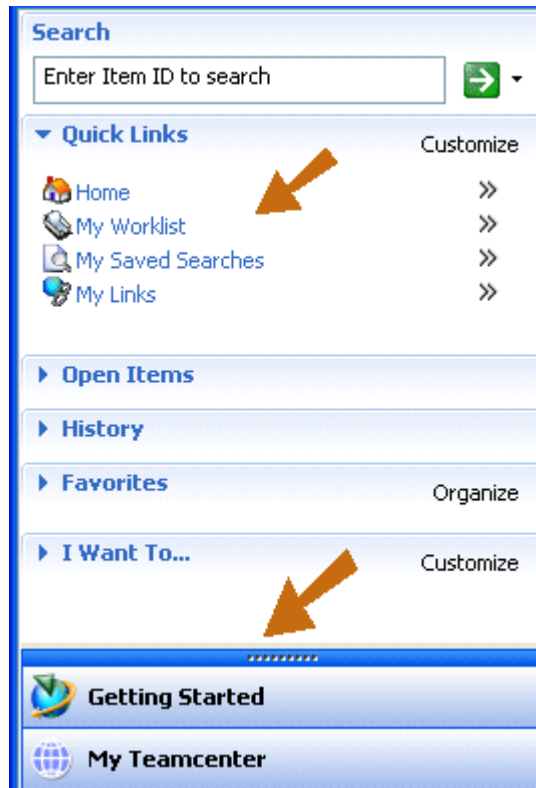 Search
Enter Item ID to search
Quick Links Customize
Home
My Worklist
My Saved Searches
My Links
Open Items
History
Favorites Organize
I Want To... Customize
Getting Started
My Teamcenter